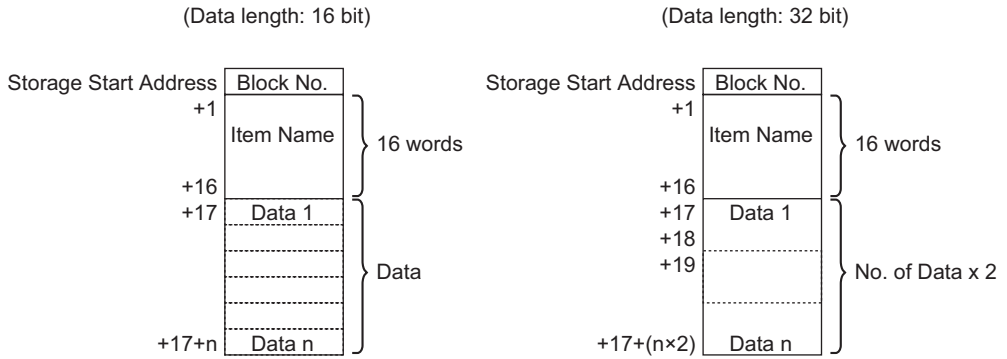 (Data length: 16 bit)
Storage Start Address
Block No.
+1
Item Name
16 words
+16
+17
Data 1
Data
+17+n
Data n
(Data length: 32 bit)
Storage Start Address
Block No.
+1
Item Name
16 words
+16
+17
Data 1
+18
+19
No. of Data x 2
+17+(n×2)
Data n